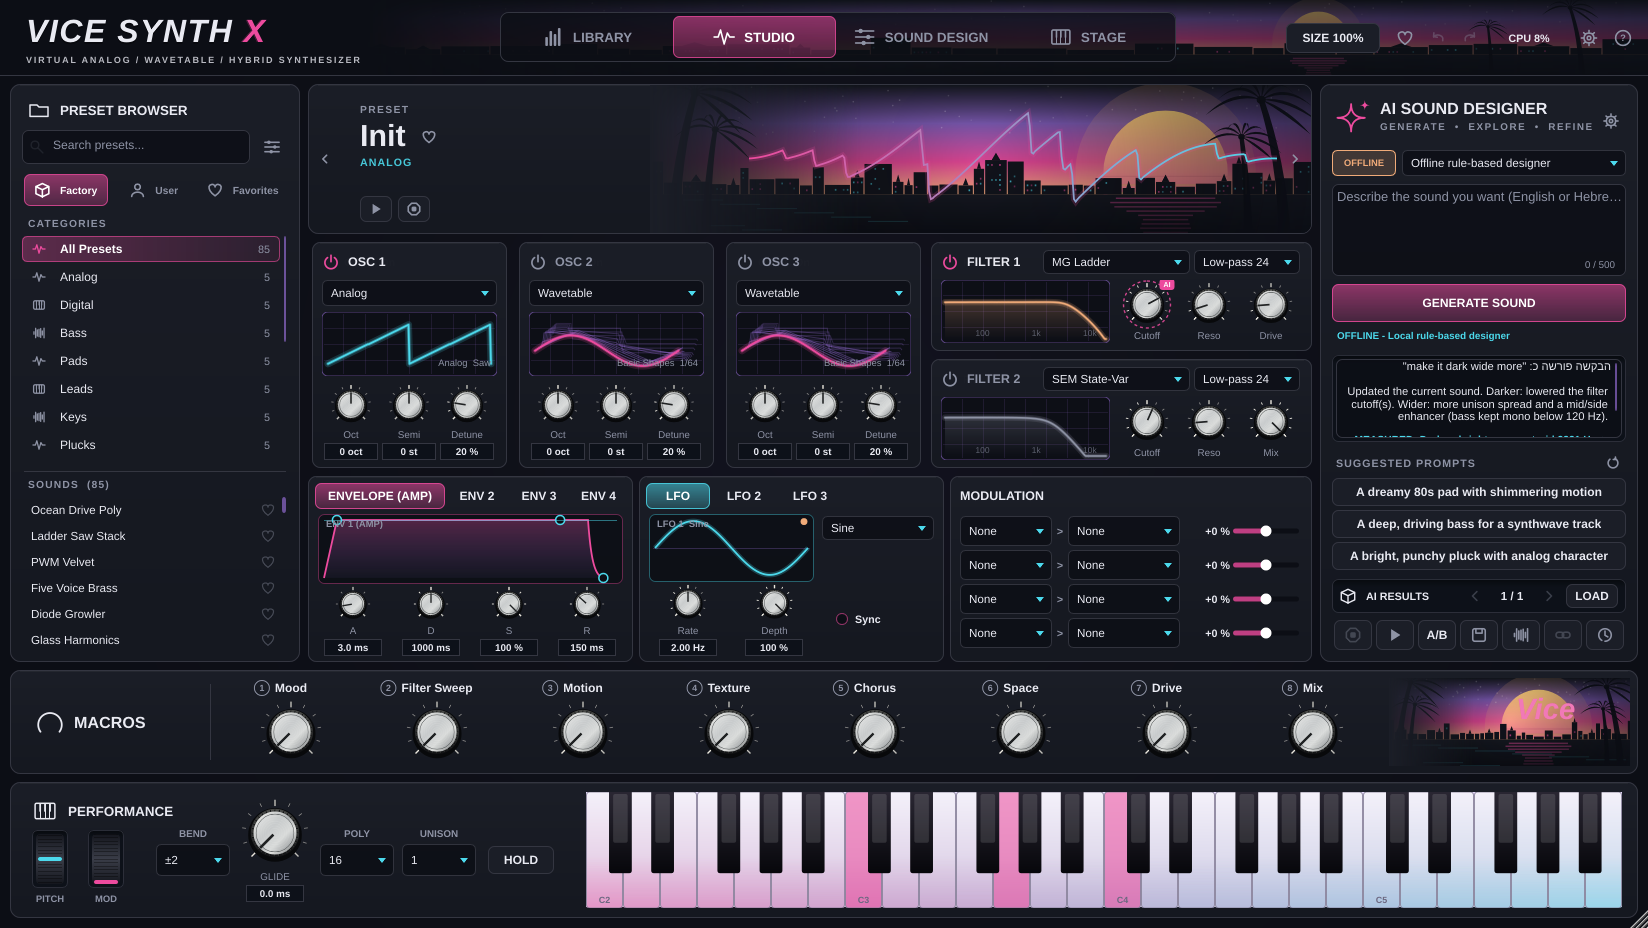 VICE SYNTH X
VIRTUAL ANALOG / WAVETABLE / HYBRID SYNTHESIZER
LIBRARY
STUDIO
SOUND DESIGN
STAGE
SIZE 100%
CPU 8%
?
PRESET BROWSER
Search presets...
Factory
User
Favorites
CATEGORIES
All Presets 85
Analog 5
Digital 5
Bass 5
Pads 5
Leads 5
Keys 5
Plucks 5
SOUNDS (85)
Ocean Drive Poly
Ladder Saw Stack
PWM Velvet
Five Voice Brass
Diode Growler
Glass Harmonics
PRESET
Init
ANALOG
OSC 1
Analog
Analog Saw
Oct Semi Detune
0 oct 0 st 20 %
OSC 2
Wavetable
Basic Shapes 1/64
Oct Semi Detune
0 oct 0 st 20 %
OSC 3
Wavetable
Basic Shapes 1/64
Oct Semi Detune
0 oct 0 st 20 %
FILTER 1
MG Ladder
Low-pass 24
100 1k 10k
AI
Cutoff Reso Drive
FILTER 2
SEM State-Var
Low-pass 24
100 1k 10k
Cutoff Reso Mix
ENVELOPE (AMP) ENV 2 ENV 3 ENV 4
ENV 1 (AMP)
A D S R
3.0 ms 1000 ms 100 % 150 ms
LFO LFO 2 LFO 3
LFO 1 Sine
Sine
Rate Depth
2.00 Hz 100 %
Sync
MODULATION
None > None +0 %
None > None +0 %
None > None +0 %
None > None +0 %
AI SOUND DESIGNER
GENERATE • EXPLORE • REFINE
OFFLINE
Offline rule-based designer
Describe the sound you want (English or Hebre...
0 / 500
GENERATE SOUND
OFFLINE - Local rule-based designer
הבקשה פורשה כ: "make it dark wide more"
Updated the current sound. Darker: lowered the filter
cutoff(s). Wider: more unison spread and a mid/side
enhancer (bass kept mono below 120 Hz).
SUGGESTED PROMPTS
A dreamy 80s pad with shimmering motion
A deep, driving bass for a synthwave track
A bright, punchy pluck with analog character
AI RESULTS
1 / 1
LOAD
A/B
MACROS
1 Mood
2 Filter Sweep
3 Motion
4 Texture
5 Chorus
6 Space
7 Drive
8 Mix
Vice
PERFORMANCE
PITCH
MOD
BEND
±2
GLIDE
0.0 ms
POLY
16
UNISON
1
HOLD
C2 C3 C4 C5